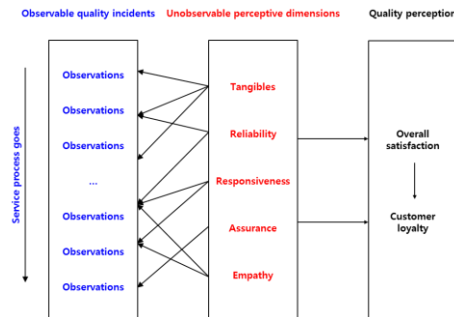 Observable quality incidents
Unobservable perceptive dimensions
Quality perception
Service process goes
Observations
Observations
Observations
...
Observations
Observations
Observations
Tangibles
Reliability
Responsiveness
Assurance
Empathy
Overall
satisfaction
Customer
loyalty